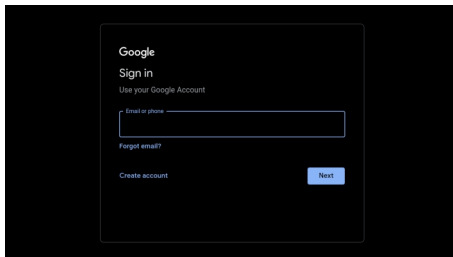 Google
Sign in
Use your Google Account
Email or phone
Forgot email?
Create account
Next